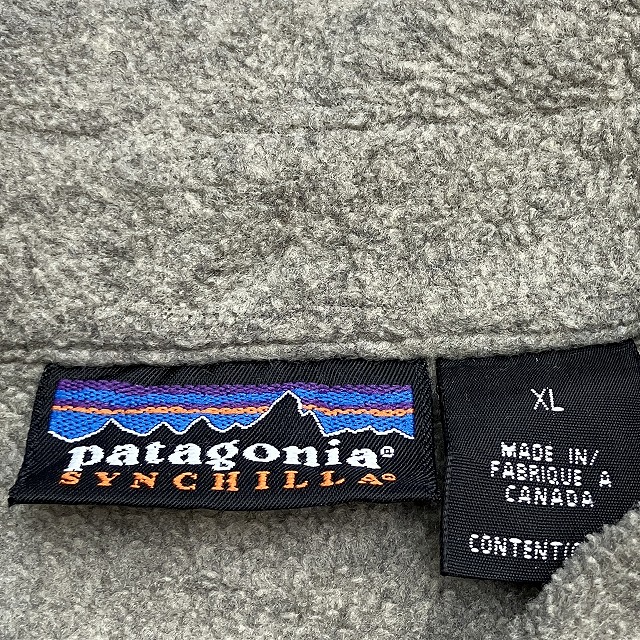 patagonia®
SYNCHILLA®
XL
MADE IN/
FABRIQUE A
CANADA